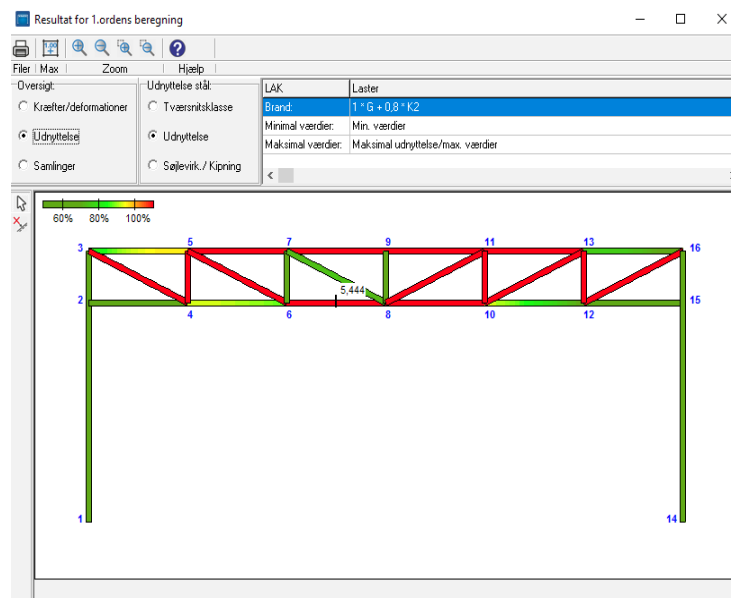 Resultat for 1.ordens beregning
1,00
Filer Max Zoom Hjælp
Oversigt:
Kræfter/deformationer
Udnyttelse
Samlinger
Udnyttelse stål:
Tværsnitsklasse
Udnyttelse
Søjlevirk./ Kipning
LAK Laster
Brand: 1 * G + 0,8 * K2
Minimal værdier: Min. værdier
Maksimal værdier: Maksimal udnyttelse/max. værdier
60% 80% 100%
3 5 7 9 11 13 16
5,444
2 15
4 6 8 10 12
1 14